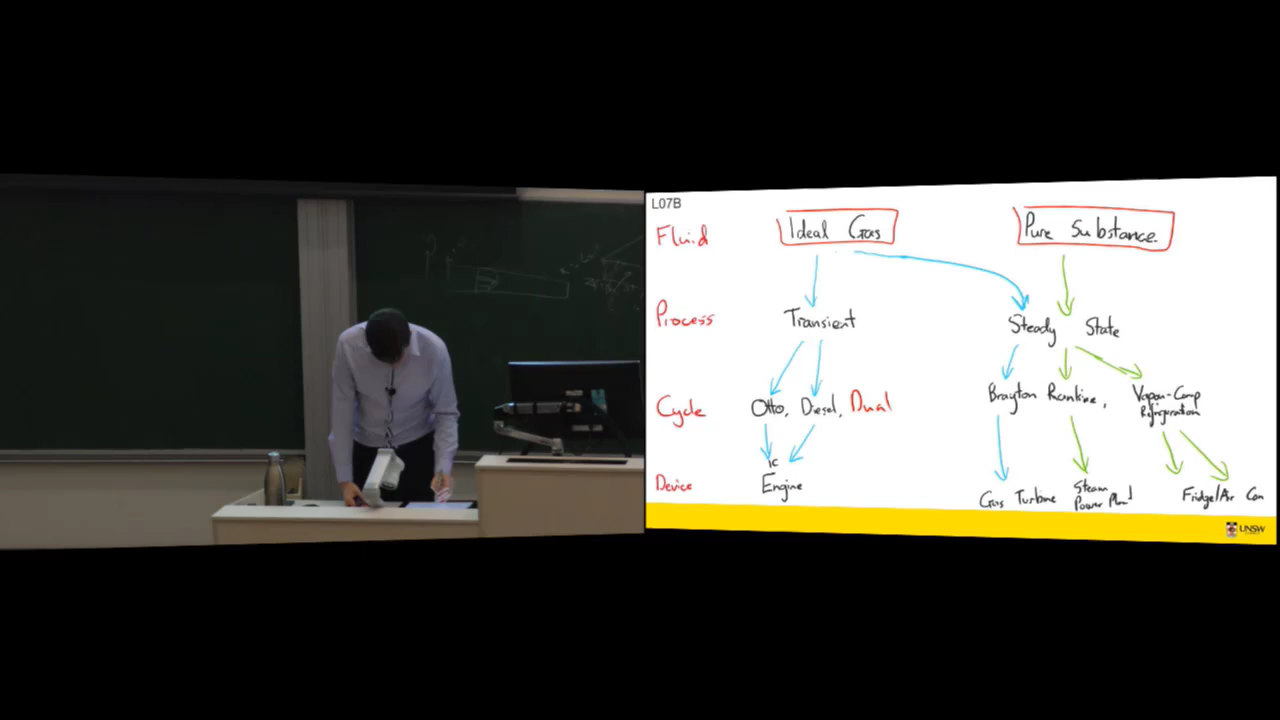 L07B
Fluid Ideal Gas Pure Substance.
Process Transient Steady State
Cycle Otto, Diesel, Dual Brayton Rankine, Vapour-Comp
Refrigeration
IC
Device Engine Gas Turbine Steam Fridge/Air Con
Power Plant
UNSW